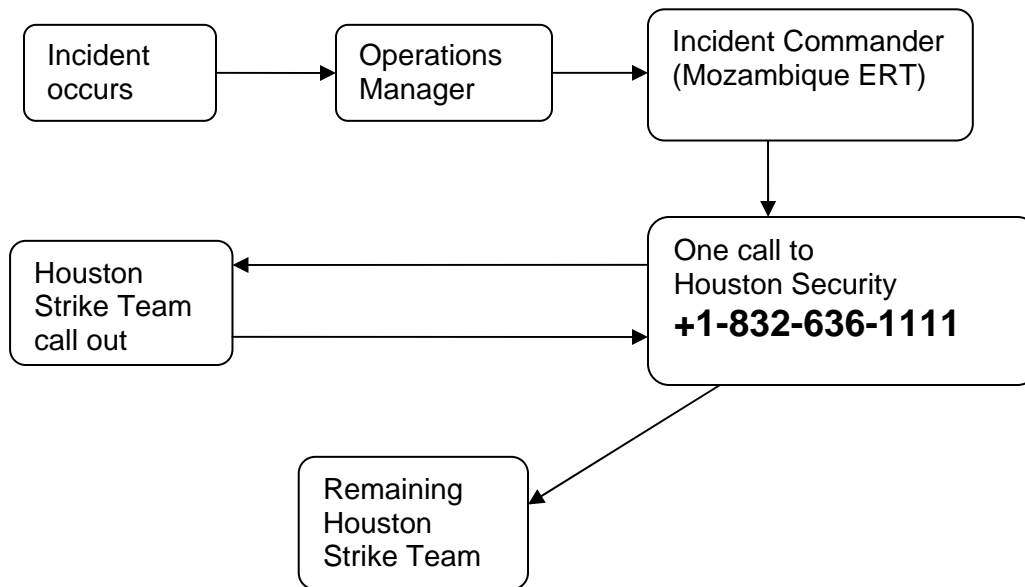 Incident
occurs
Operations
Manager
Incident Commander
(Mozambique ERT)
One call to
Houston Security
+1-832-636-1111
Houston
Strike Team
call out
Remaining
Houston
Strike Team